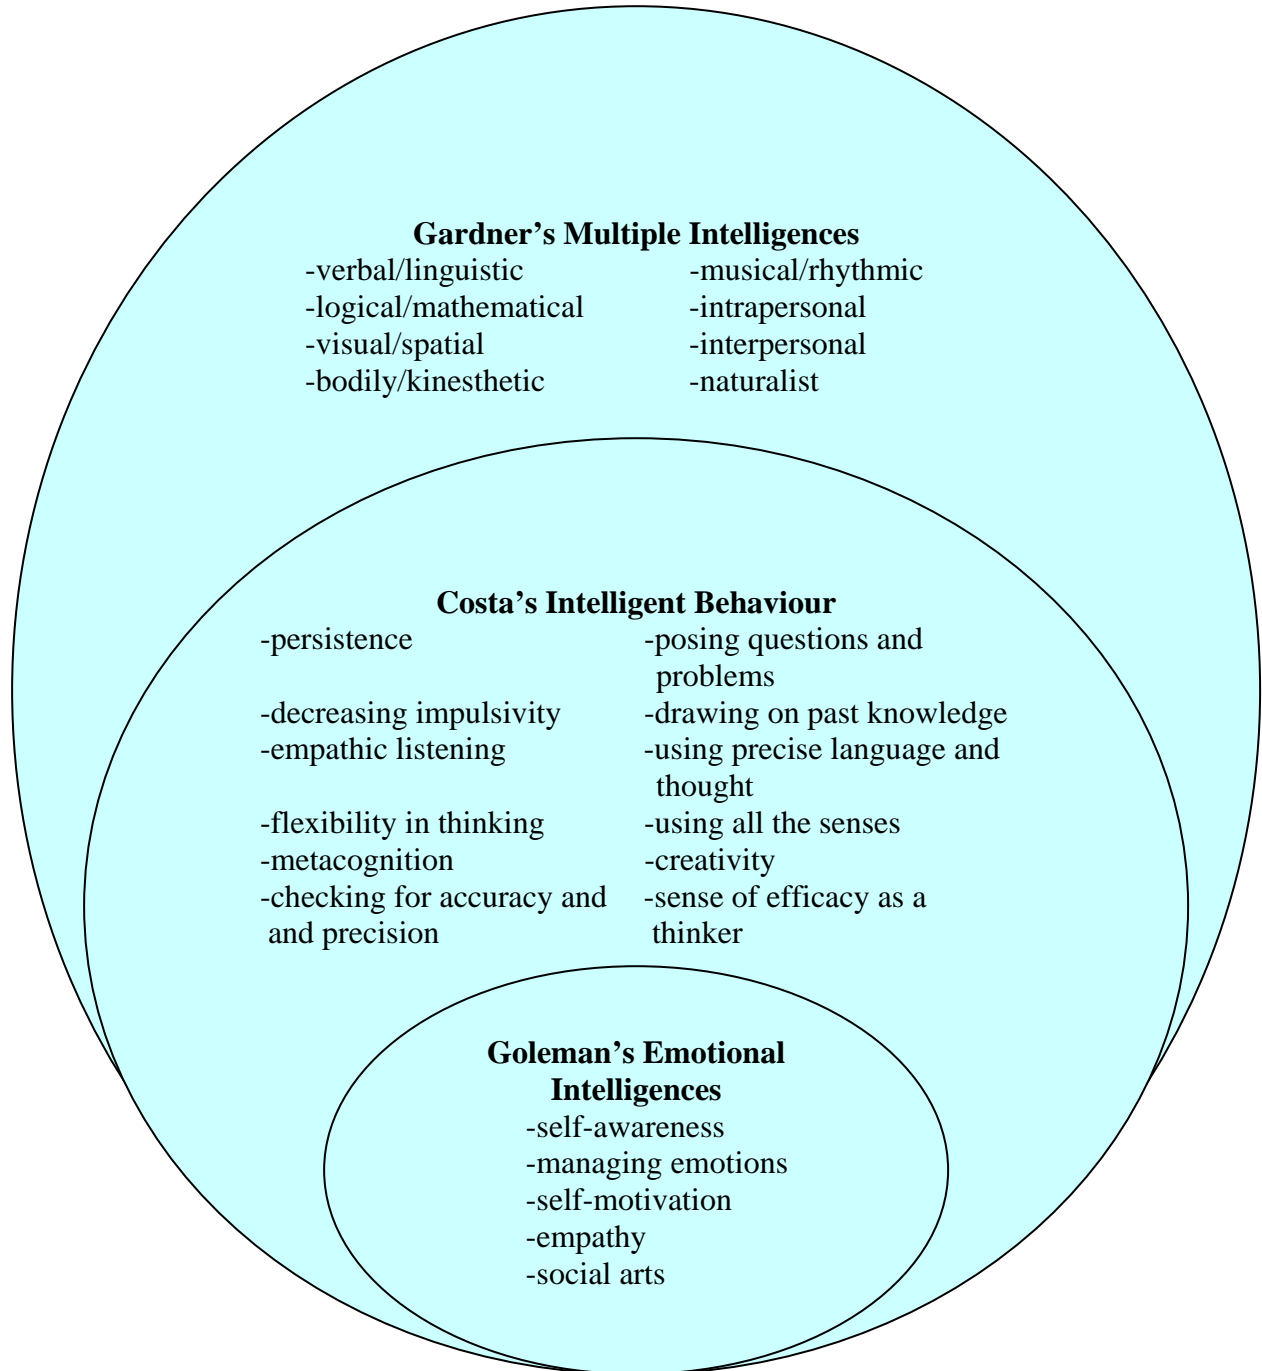 Gardner’s Multiple Intelligences
-verbal/linguistic -musical/rhythmic
-logical/mathematical -intrapersonal
-visual/spatial -interpersonal
-bodily/kinesthetic -naturalist
Costa’s Intelligent Behaviour
-persistence -posing questions and
problems
-decreasing impulsivity -drawing on past knowledge
-empathic listening -using precise language and
thought
-flexibility in thinking -using all the senses
-metacognition -creativity
-checking for accuracy and -sense of efficacy as a
and precision thinker
Goleman’s Emotional
Intelligences
-self-awareness
-managing emotions
-self-motivation
-empathy
-social arts